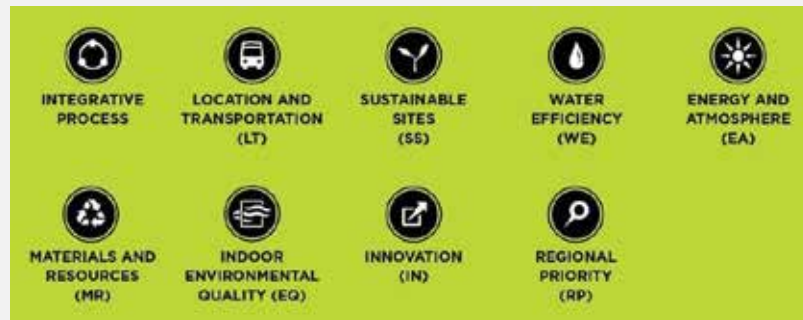 INTEGRATIVE
PROCESS
LOCATION AND
TRANSPORTATION
(LT)
SUSTAINABLE
SITES
(SS)
WATER
EFFICIENCY
(WE)
ENERGY AND
ATMOSPHERE
(EA)
MATERIALS AND
RESOURCES
(MR)
INDOOR
ENVIRONMENTAL
QUALITY (EQ)
INNOVATION
(IN)
REGIONAL
PRIORITY
(RP)